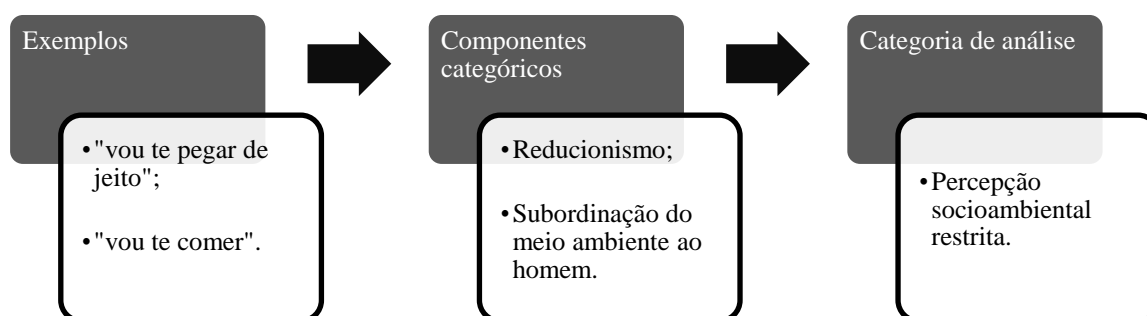 Exemplos
•"vou te pegar de
jeito";
•"vou te comer".
Componentes
categóricos
•Reducionismo;
•Subordinação do
meio ambiente ao
homem.
Categoria de análise
•Percepção
socioambiental
restrita.